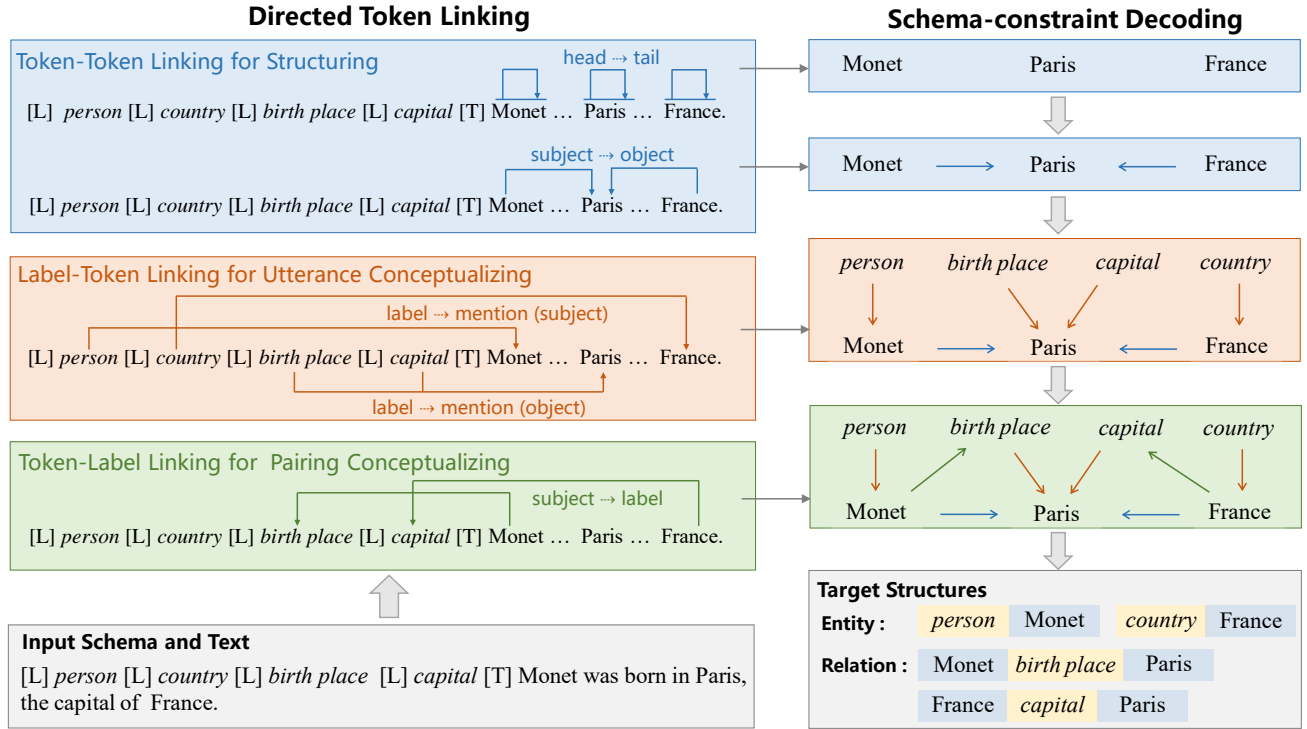 Directed Token Linking
Token-Token Linking for Structuring
head ⇢ tail
[L] person [L] country [L] birth place [L] capital [T] Monet … Paris … France.
subject ⇢ object
[L] person [L] country [L] birth place [L] capital [T] Monet … Paris … France.
Label-Token Linking for Utterance Conceptualizing
label ⇢ mention (subject)
[L] person [L] country [L] birth place [L] capital [T] Monet … Paris … France.
label ⇢ mention (object)
Token-Label Linking for Pairing Conceptualizing
subject ⇢ label
[L] person [L] country [L] birth place [L] capital [T] Monet … Paris … France.
Input Schema and Text
[L] person [L] country [L] birth place [L] capital [T] Monet was born in Paris,
the capital of France.
Schema-constraint Decoding
Monet Paris France
Monet Paris France
person birth place capital country
Monet Paris France
person birth place capital country
Monet Paris France
Target Structures
Entity : person Monet country France
Relation : Monet birth place Paris
France capital Paris